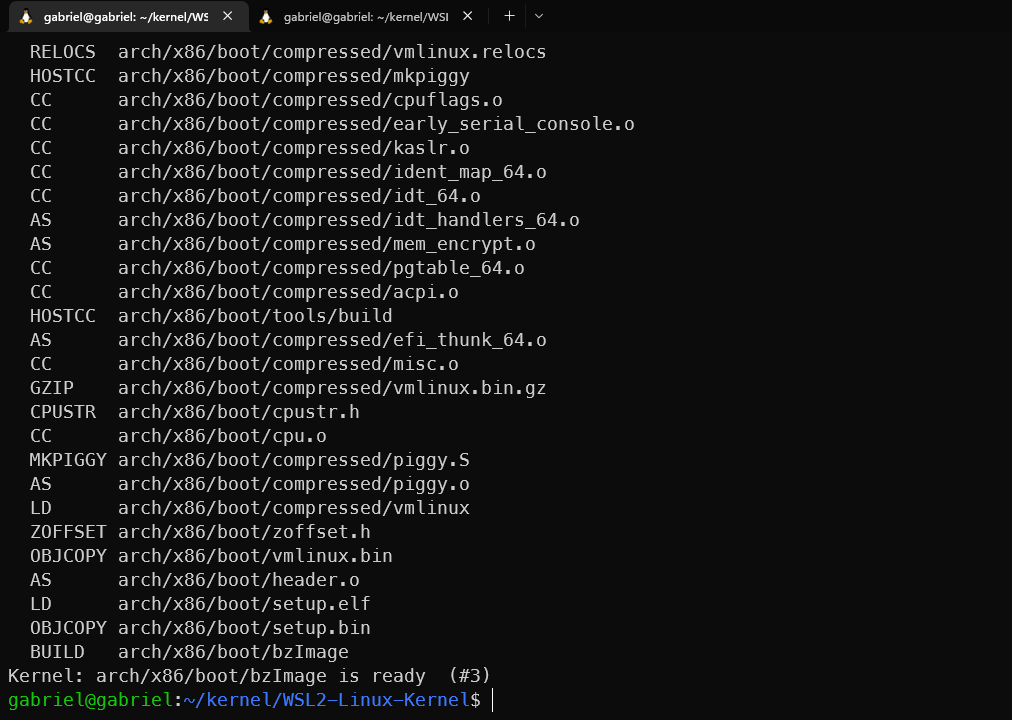 gabriel@gabriel: ~/kernel/WS
gabriel@gabriel: ~/kernel/WSI
RELOCS arch/x86/boot/compressed/vmlinux.relocs
HOSTCC arch/x86/boot/compressed/mkpiggy
CC arch/x86/boot/compressed/cpuflags.o
CC arch/x86/boot/compressed/early_serial_console.o
CC arch/x86/boot/compressed/kaslr.o
CC arch/x86/boot/compressed/ident_map_64.o
CC arch/x86/boot/compressed/idt_64.o
AS arch/x86/boot/compressed/idt_handlers_64.o
AS arch/x86/boot/compressed/mem_encrypt.o
CC arch/x86/boot/compressed/pgtable_64.o
CC arch/x86/boot/compressed/acpi.o
HOSTCC arch/x86/boot/tools/build
AS arch/x86/boot/compressed/efi_thunk_64.o
CC arch/x86/boot/compressed/misc.o
GZIP arch/x86/boot/compressed/vmlinux.bin.gz
CPUSTR arch/x86/boot/cpustr.h
CC arch/x86/boot/cpu.o
MKPIGGY arch/x86/boot/compressed/piggy.S
AS arch/x86/boot/compressed/piggy.o
LD arch/x86/boot/compressed/vmlinux
ZOFFSET arch/x86/boot/zoffset.h
OBJCOPY arch/x86/boot/vmlinux.bin
AS arch/x86/boot/header.o
LD arch/x86/boot/setup.elf
OBJCOPY arch/x86/boot/setup.bin
BUILD arch/x86/boot/bzImage
Kernel: arch/x86/boot/bzImage is ready (#3)
gabriel@gabriel:~/kernel/WSL2-Linux-Kernel$